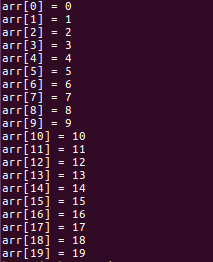 arr[0] = 0
arr[1] = 1
arr[2] = 2
arr[3] = 3
arr[4] = 4
arr[5] = 5
arr[6] = 6
arr[7] = 7
arr[8] = 8
arr[9] = 9
arr[10] = 10
arr[11] = 11
arr[12] = 12
arr[13] = 13
arr[14] = 14
arr[15] = 15
arr[16] = 16
arr[17] = 17
arr[18] = 18
arr[19] = 19